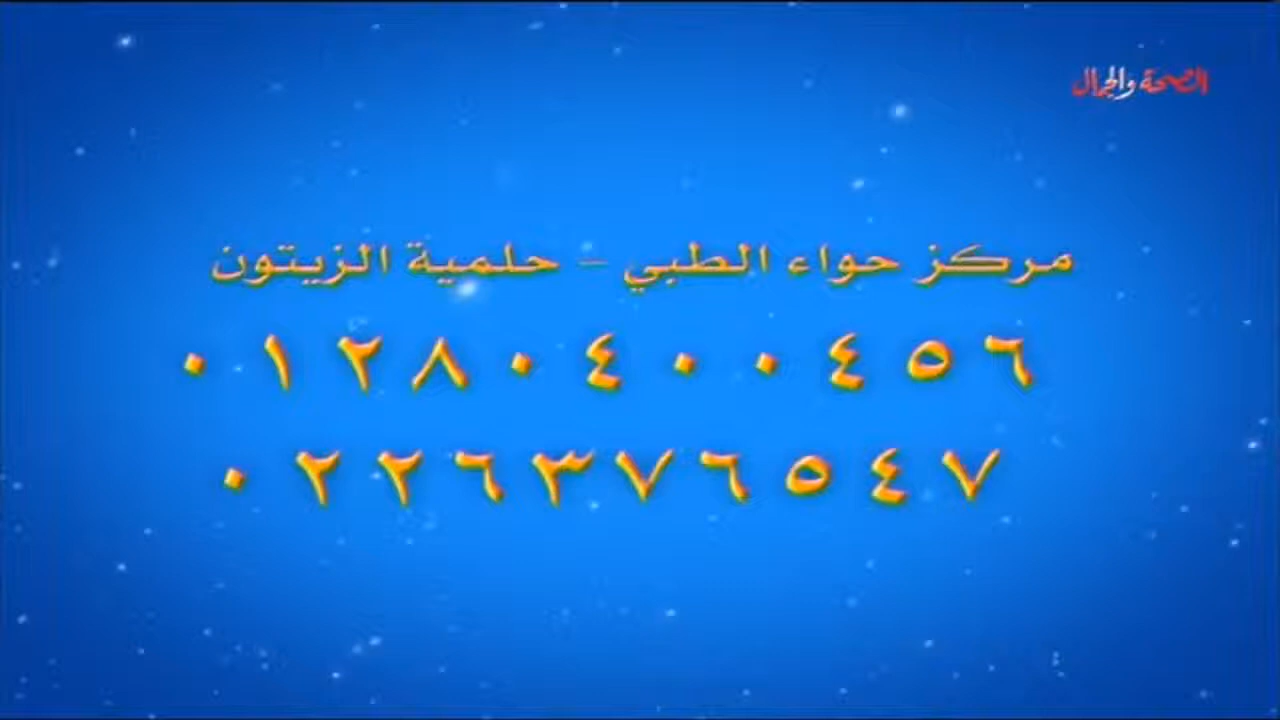 الصحة والجمال
مركز حواء الطبي - حلمية الزيتون
٠١٢٨٠٤٠٠٤٥٦
٠٢٢٦٣٧٦٥٤٧